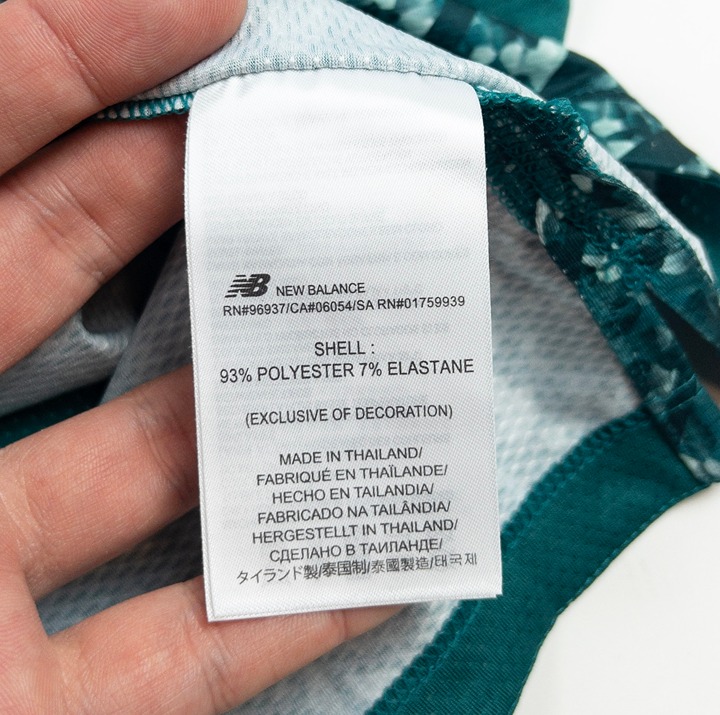 NB NEW BALANCE
RN#96937/CA#06054/SA RN#01759939
SHELL :
93% POLYESTER 7% ELASTANE
(EXCLUSIVE OF DECORATION)
MADE IN THAILAND/
FABRIQUÉ EN THAÏLANDE/
HECHO EN TAILANDIA/
FABRICADO NA TAILÂNDIA/
HERGESTELLT IN THAILAND/
СДЕЛАНО В ТАИЛАНДЕ/
タイランド製/泰国制/泰國製造/태국제